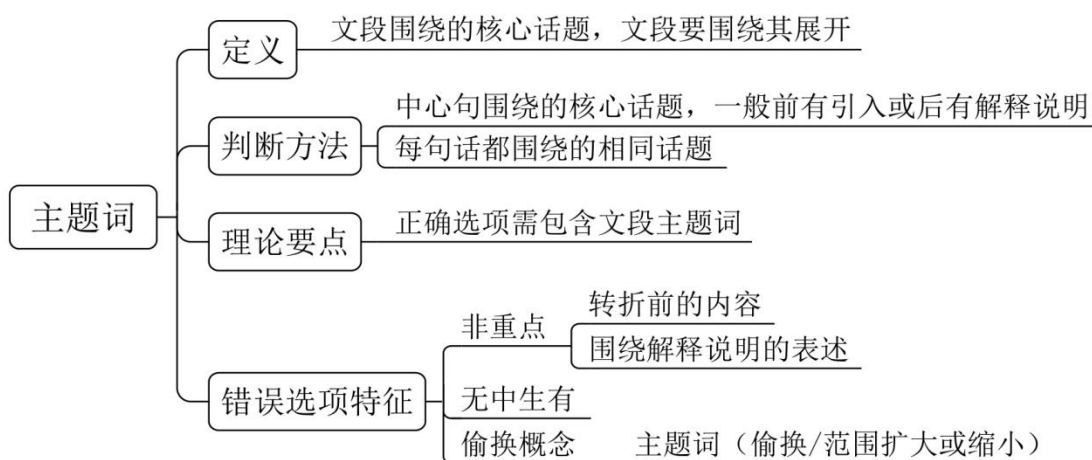 主题词
定义
文段围绕的核心话题，文段要围绕其展开
判断方法
中心句围绕的核心话题，一般前有引入或后有解释说明
每句话都围绕的相同话题
理论要点
正确选项需包含文段主题词
错误选项特征
非重点
转折前的内容
围绕解释说明的表述
无中生有
偷换概念
主题词（偷换/范围扩大或缩小）